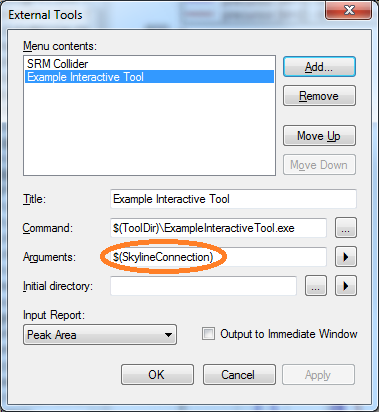 External Tools
Menu contents:
SRM Collider
Example Interactive Tool
Add...
Remove
Move Up
Move Down
Title: Example Interactive Tool
Command: $(ToolDir)\ExampleInteractiveTool.exe ...
Arguments: $(SkylineConnection)
Initial directory: ...
Input Report:
Peak Area Output to Immediate Window
OK Cancel Apply